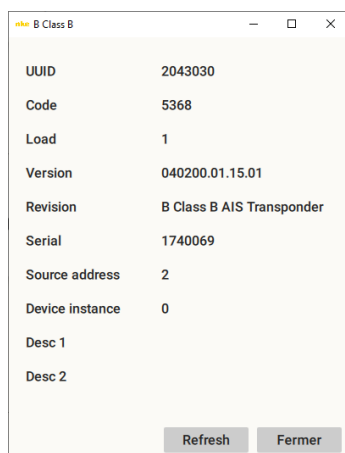 nke B Class B
UUID 2043030
Code 5368
Load 1
Version 040200.01.15.01
Revision B Class B AIS Transponder
Serial 1740069
Source address 2
Device instance 0
Desc 1
Desc 2
Refresh Fermer